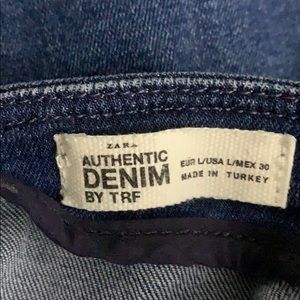 ZARA
AUTHENTIC
DENIM
BY TRF
EUR L/USA L/MEX 30
MADE IN TURKEY